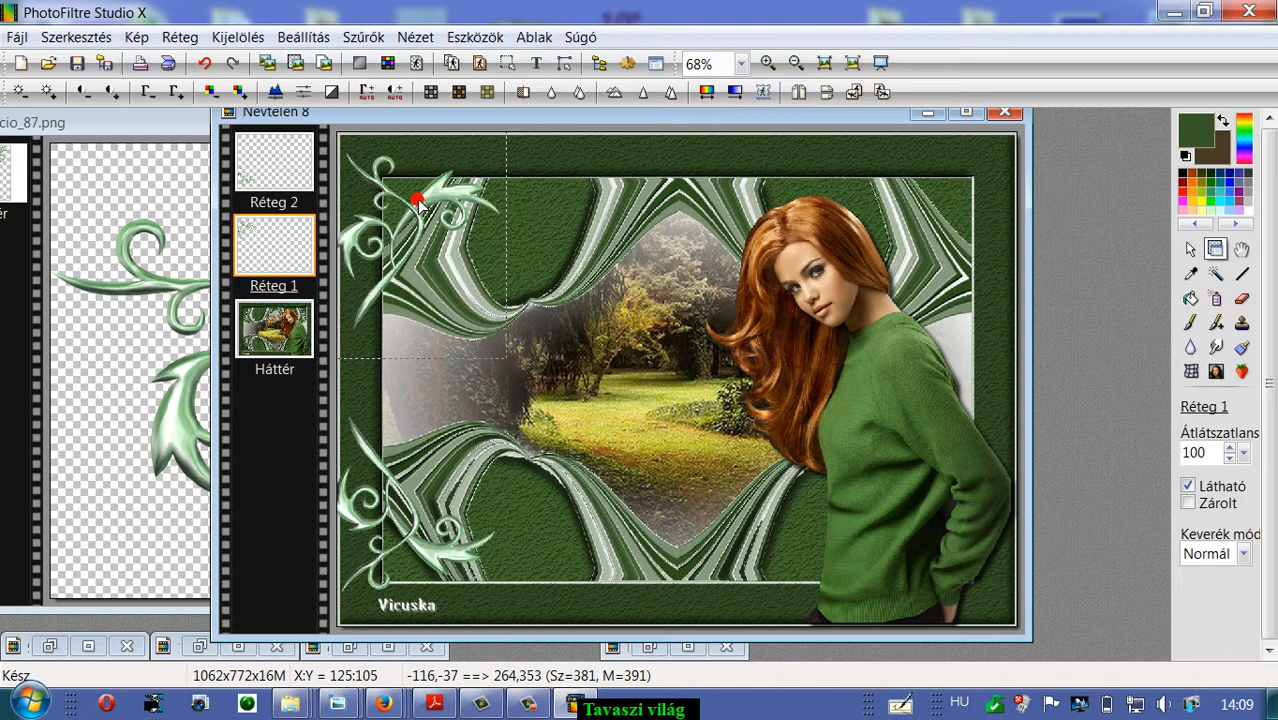 PhotoFiltre Studio X
Fájl Szerkesztés Kép Réteg Kijelölés Beállítás Szűrők Nézet Eszközök Ablak Súgó
68%
cio_87.png
Névtelen 8
Réteg 2
Réteg 1
Háttér
Vicuska
Réteg 1
Átlátszatlans
100
Látható
Zárolt
Keverék mód
Normál
Kész
1062x772x16M
X:Y = 125:105
-116,-37 ==> 264,353 (Sz=381, M=391)
HU
14:09
Tavaszi világ